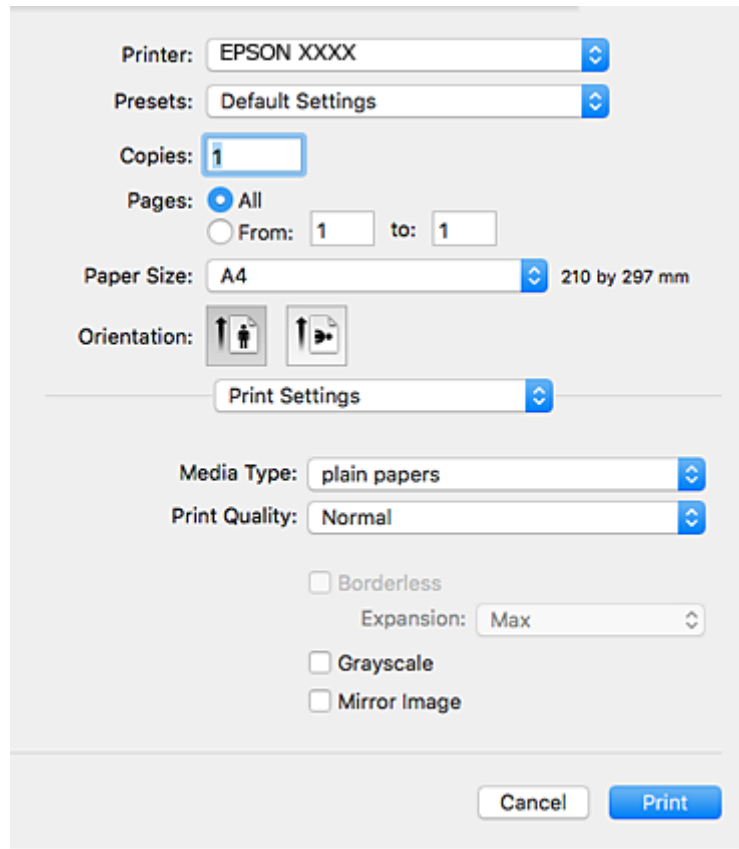 Printer: EPSON XXXX
Presets: Default Settings
Copies: 1
Pages: All
From: 1 to: 1
Paper Size: A4 210 by 297 mm
Orientation:
Print Settings
Media Type: plain papers
Print Quality: Normal
Borderless
Expansion: Max
Grayscale
Mirror Image
Cancel Print